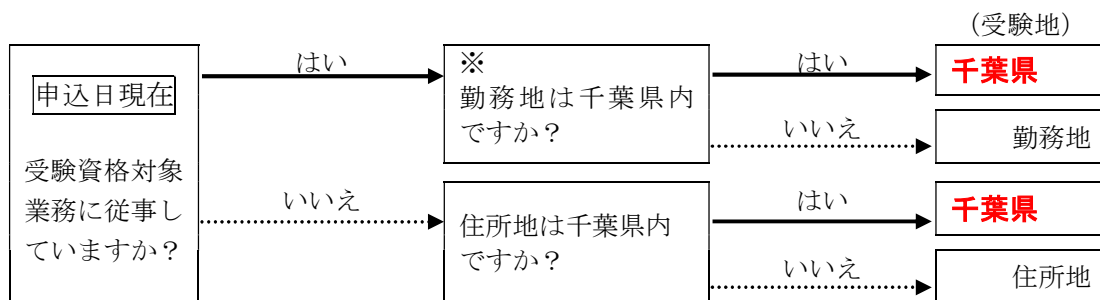 （受験地）
申込日現在
受験資格対象
業務に従事し
ていますか？
はい
※
勤務地は千葉県内
ですか？
はい
千葉県
いいえ
勤務地
いいえ
住所地は千葉県内
ですか？
はい
千葉県
いいえ
住所地